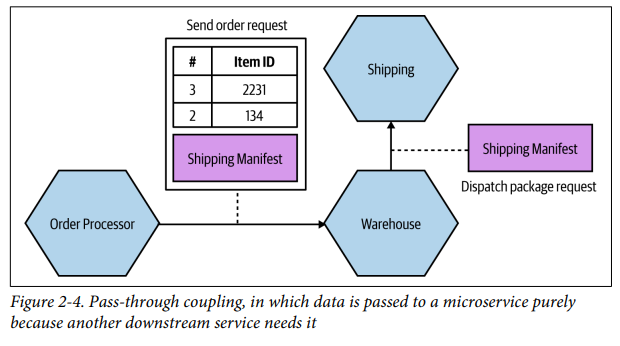 Send order request
# Item ID
3 2231
2 134
Shipping Manifest
Shipping
Shipping Manifest
Dispatch package request
Order Processor
Warehouse
Figure 2-4. Pass-through coupling, in which data is passed to a microservice purely
because another downstream service needs it